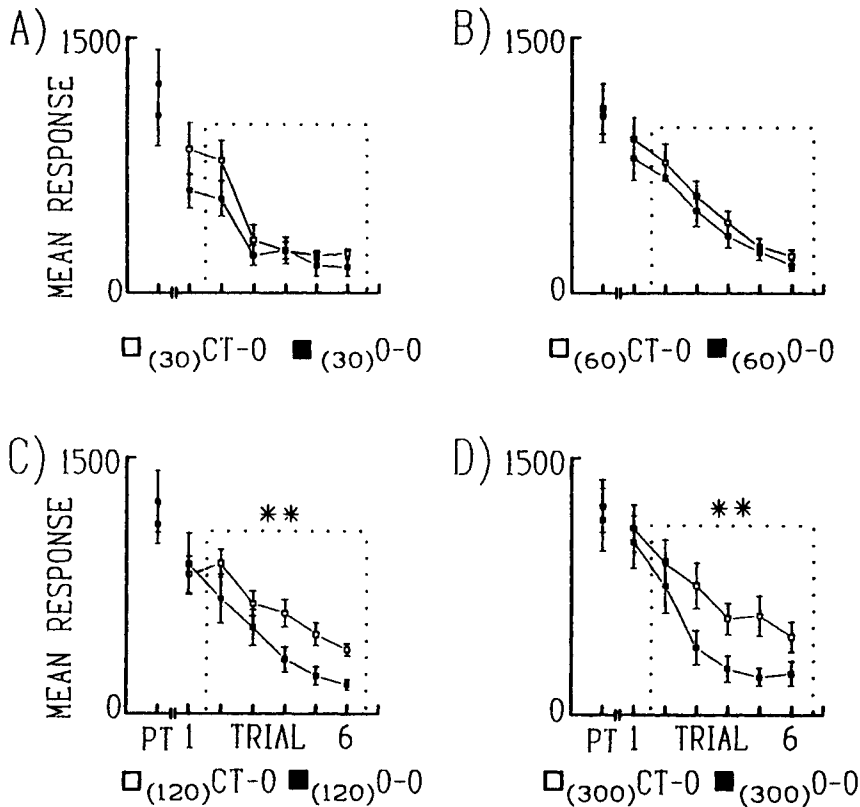 A) 1500
B) 1500
MEAN RESPONSE
0
0
□(30)CT-0 ■(30)0-0
□(60)CT-0 ■(60)0-0
C) 1500
D) 1500
**
**
MEAN RESPONSE
0
0
PT 1 TRIAL 6
PT 1 TRIAL 6
□(120)CT-0 ■(120)0-0
□(300)CT-0 ■(300)0-0